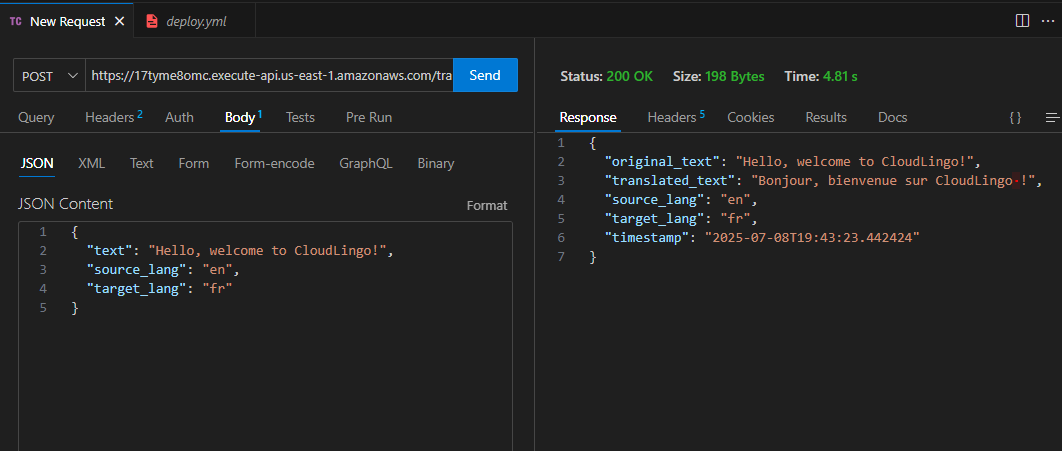 TC New Request × deploy.yml ···
POST https://17tyme8omc.execute-api.us-east-1.amazonaws.com/tra Send
Query Headers 2 Auth Body 1 Tests Pre Run
JSON XML Text Form Form-encode GraphQL Binary
JSON Content Format
1 {
2 "text": "Hello, welcome to CloudLingo!",
3 "source_lang": "en",
4 "target_lang": "fr"
5 }
Status: 200 OK Size: 198 Bytes Time: 4.81 s
Response Headers 5 Cookies Results Docs {}
1 {
2 "original_text": "Hello, welcome to CloudLingo!",
3 "translated_text": "Bonjour, bienvenue sur CloudLingo !",
4 "source_lang": "en",
5 "target_lang": "fr",
6 "timestamp": "2025-07-08T19:43:23.442424"
7 }